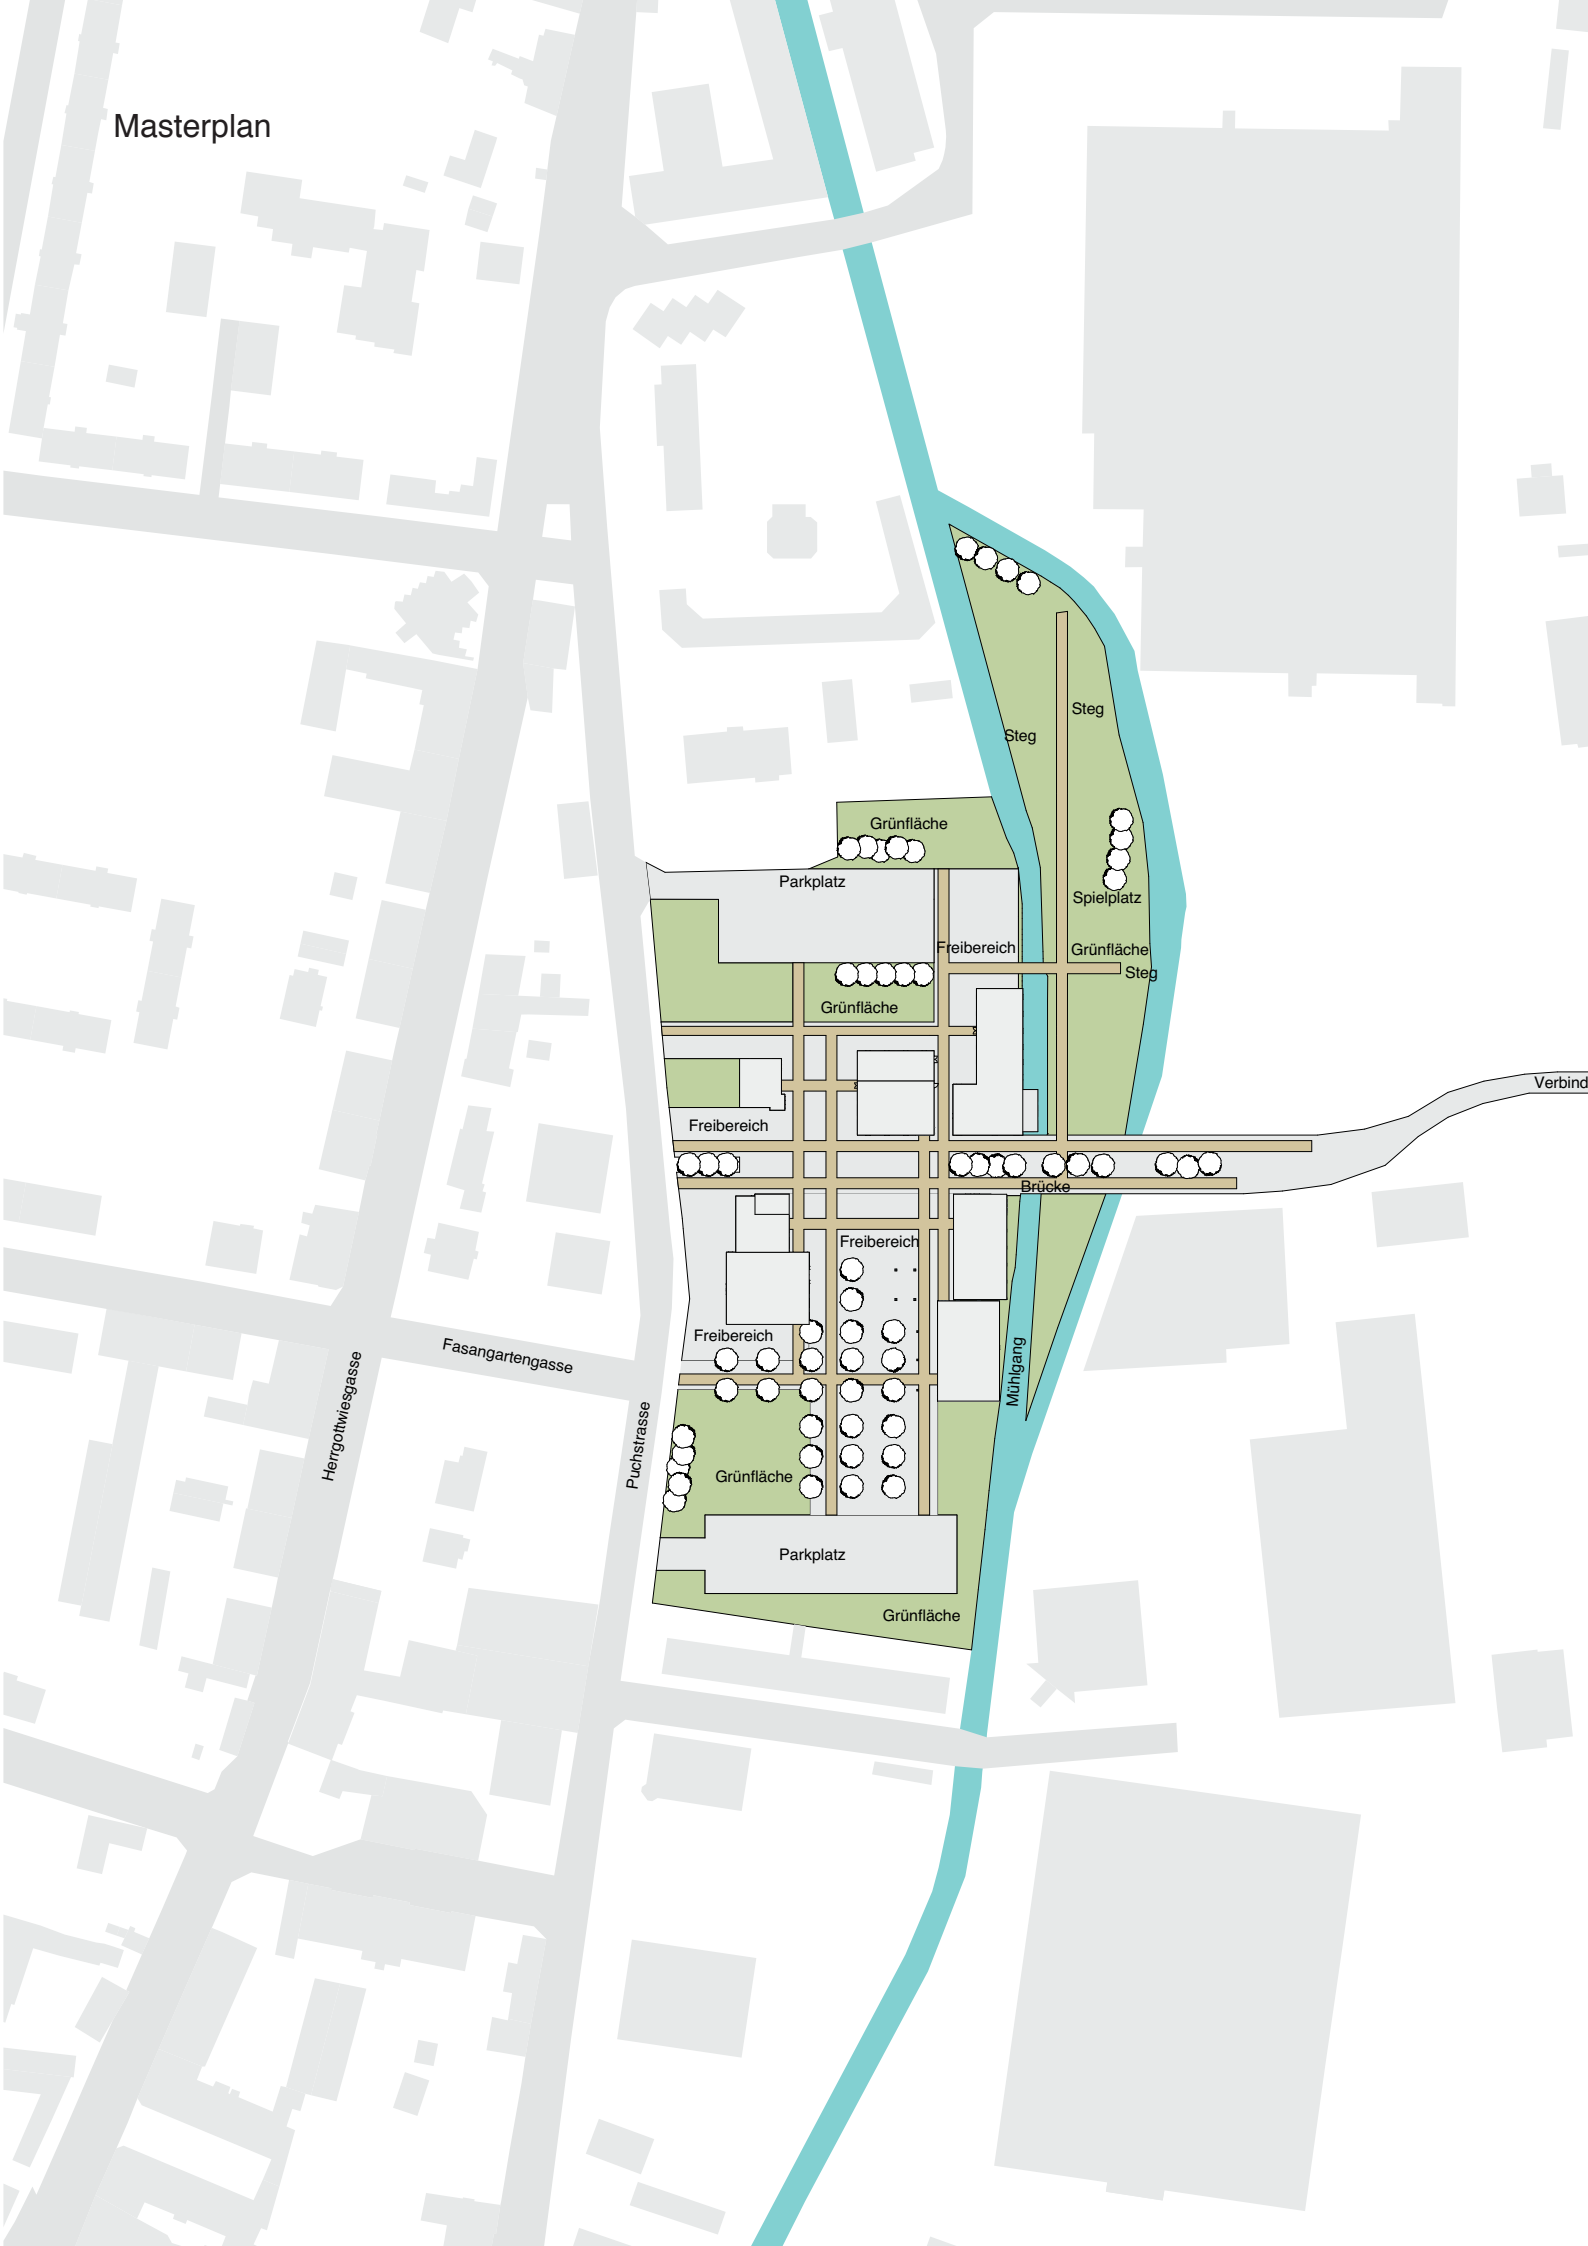 Masterplan
Steg
Steg
Grünfläche
Parkplatz
Spielplatz
Freibereich
Grünfläche
Steg
Grünfläche
Verbind
Freibereich
Brücke
Freibereich
Freibereich
Fasangartengasse
Herrgottwiesgasse
Puchstrasse
Mühlgang
Grünfläche
Parkplatz
Grünfläche